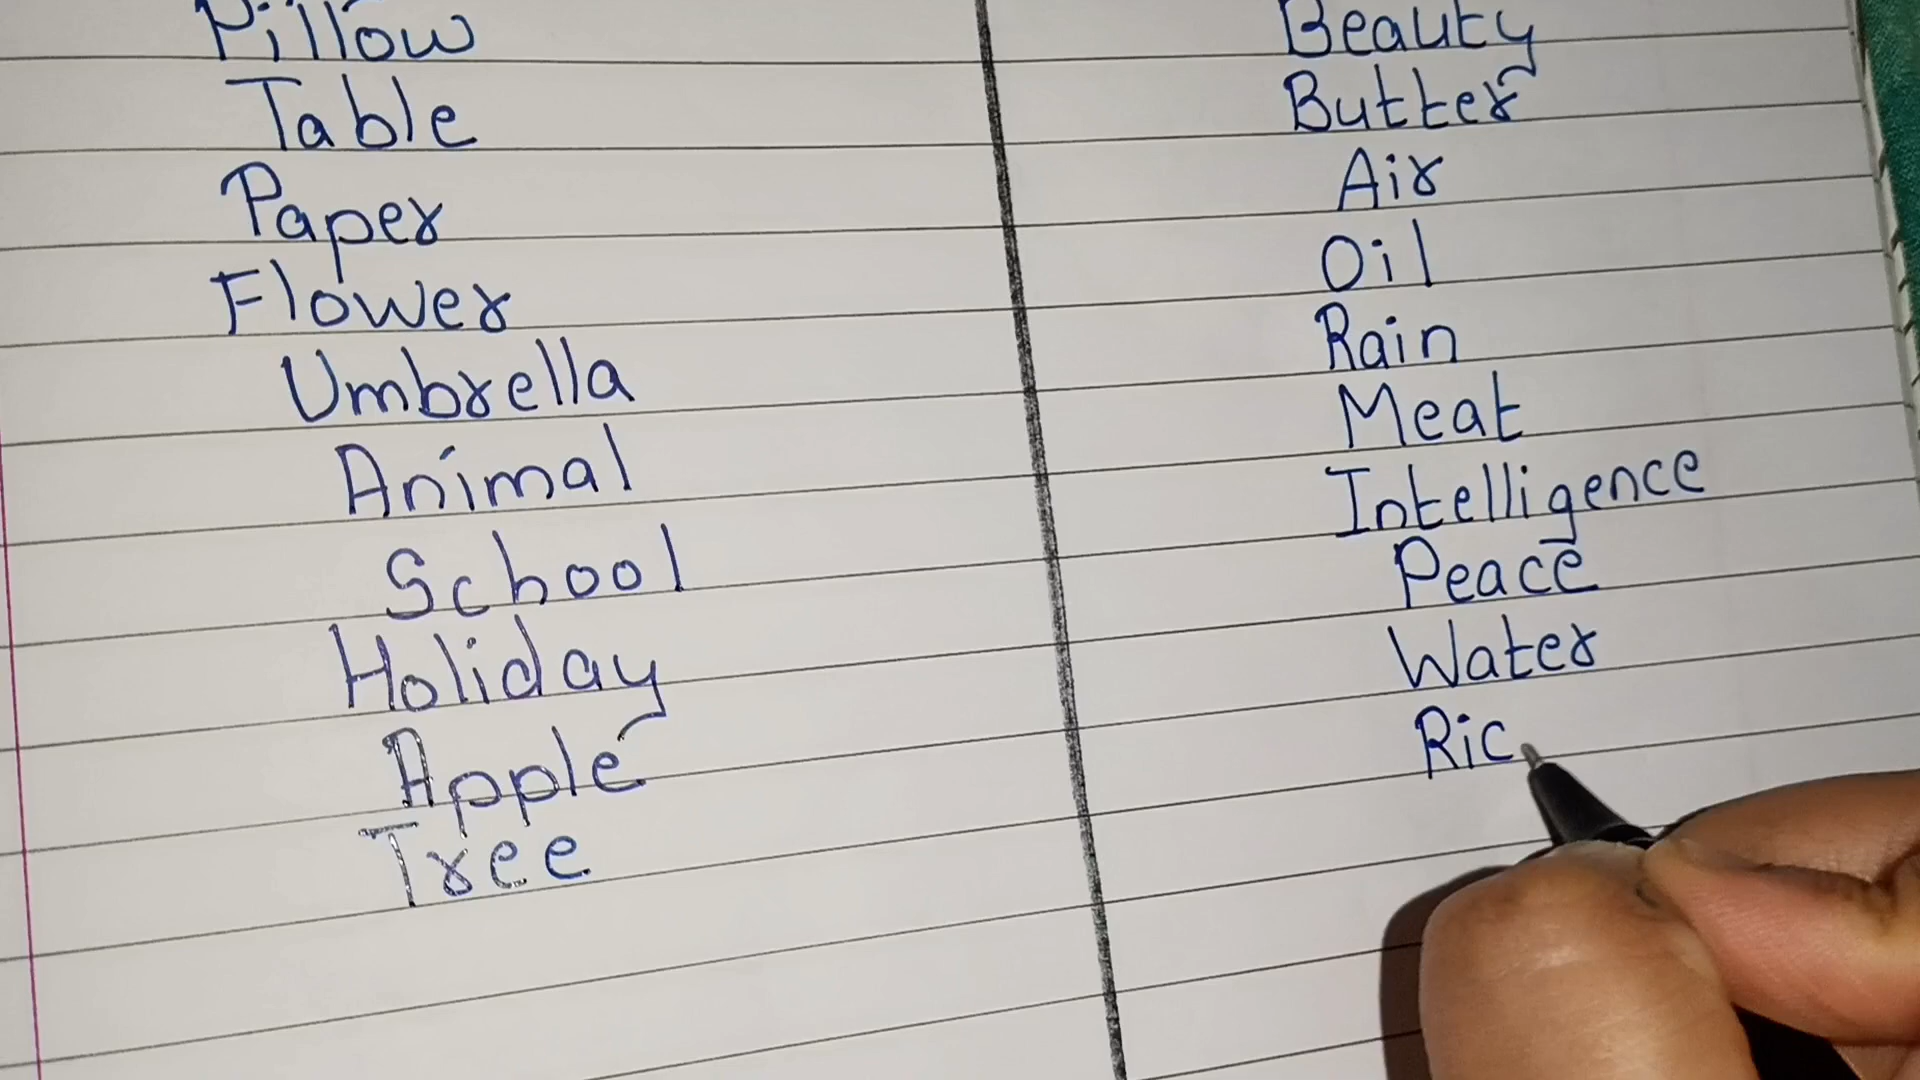 Pillow
Table
Paper
Flower
Umbrella
Animal
School
Holiday
Apple
Tree
Beauty
Butter
Air
Oil
Rain
Meat
Intelligence
Peace
Water
Ric